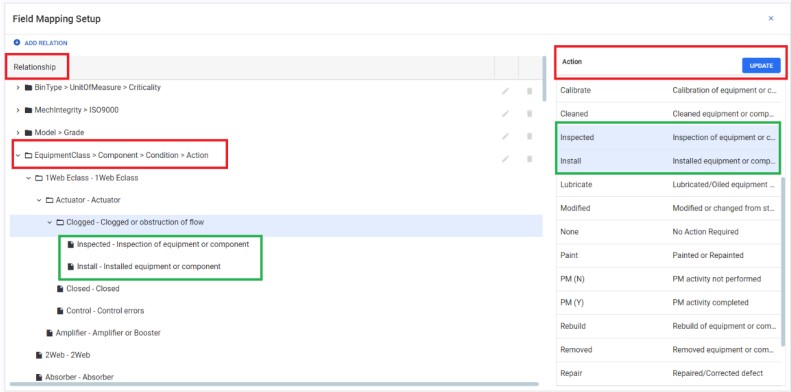 Field Mapping Setup
×
ADD RELATION
Relationship
BinType > UnitOfMeasure > Criticality
MechIntegrity > ISO9000
Model > Grade
EquipmentClass > Component > Condition > Action
1Web Eclass - 1Web Eclass
Actuator - Actuator
Clogged - Clogged or obstruction of flow
Inspected - Inspection of equipment or component
Install - Installed equipment or component
Closed - Closed
Control - Control errors
Amplifier - Amplifier or Booster
2Web - 2Web
Absorber - Absorber
Action
UPDATE
Calibrate Calibration of equipment or c...
Cleaned Cleaned equipment or comp...
Inspected Inspection of equipment or c...
Install Installed equipment or comp...
Lubricate Lubricated/Oiled equipment ...
Modified Modified or changed from st...
None No Action Required
Paint Painted or Repainted
PM (N) PM activity not performed
PM (Y) PM activity completed
Rebuild Rebuild of equipment or com...
Removed Removed equipment or comp...
Repair Repaired/Corrected defect